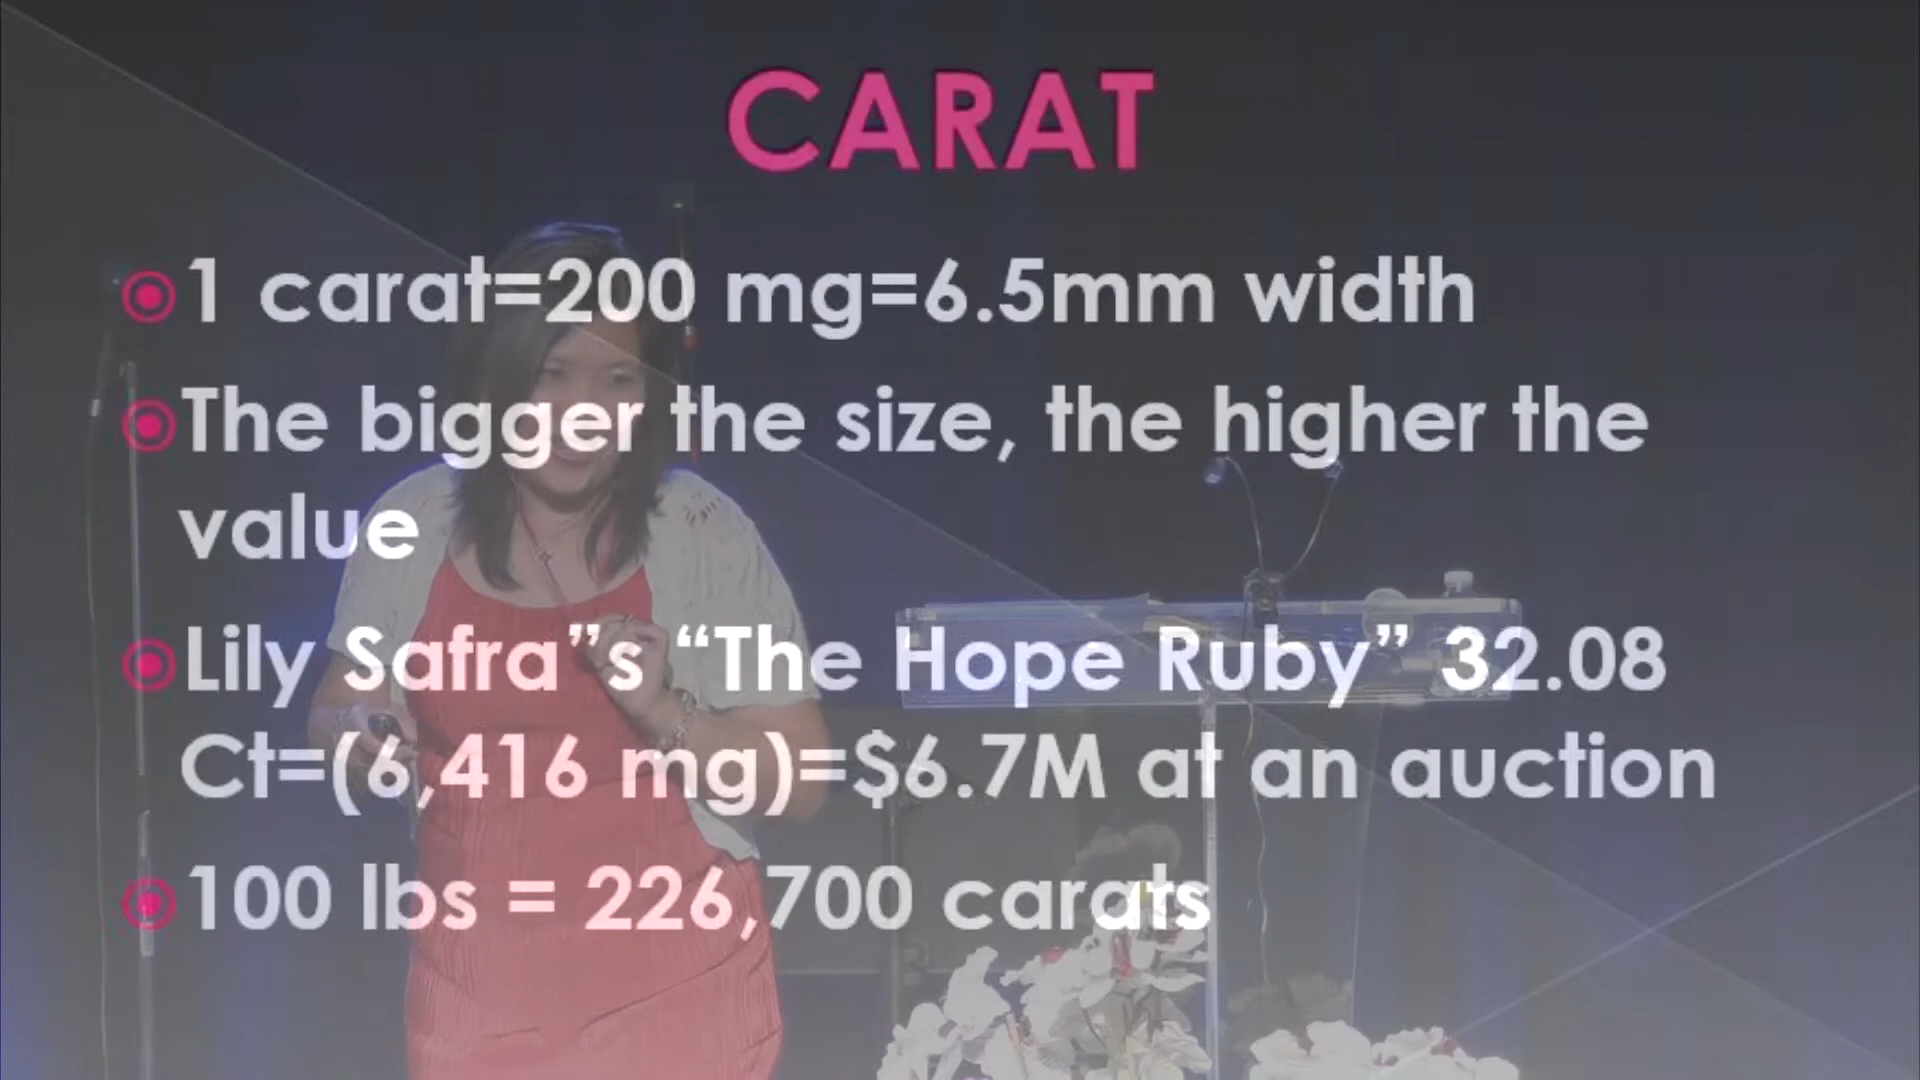 CARAT
1 carat=200 mg=6.5mm width
The bigger the size, the higher the
value
Lily Safra”s “The Hope Ruby” 32.08
Ct=(6,416 mg)=$6.7M at an auction
100 lbs = 226,700 carats